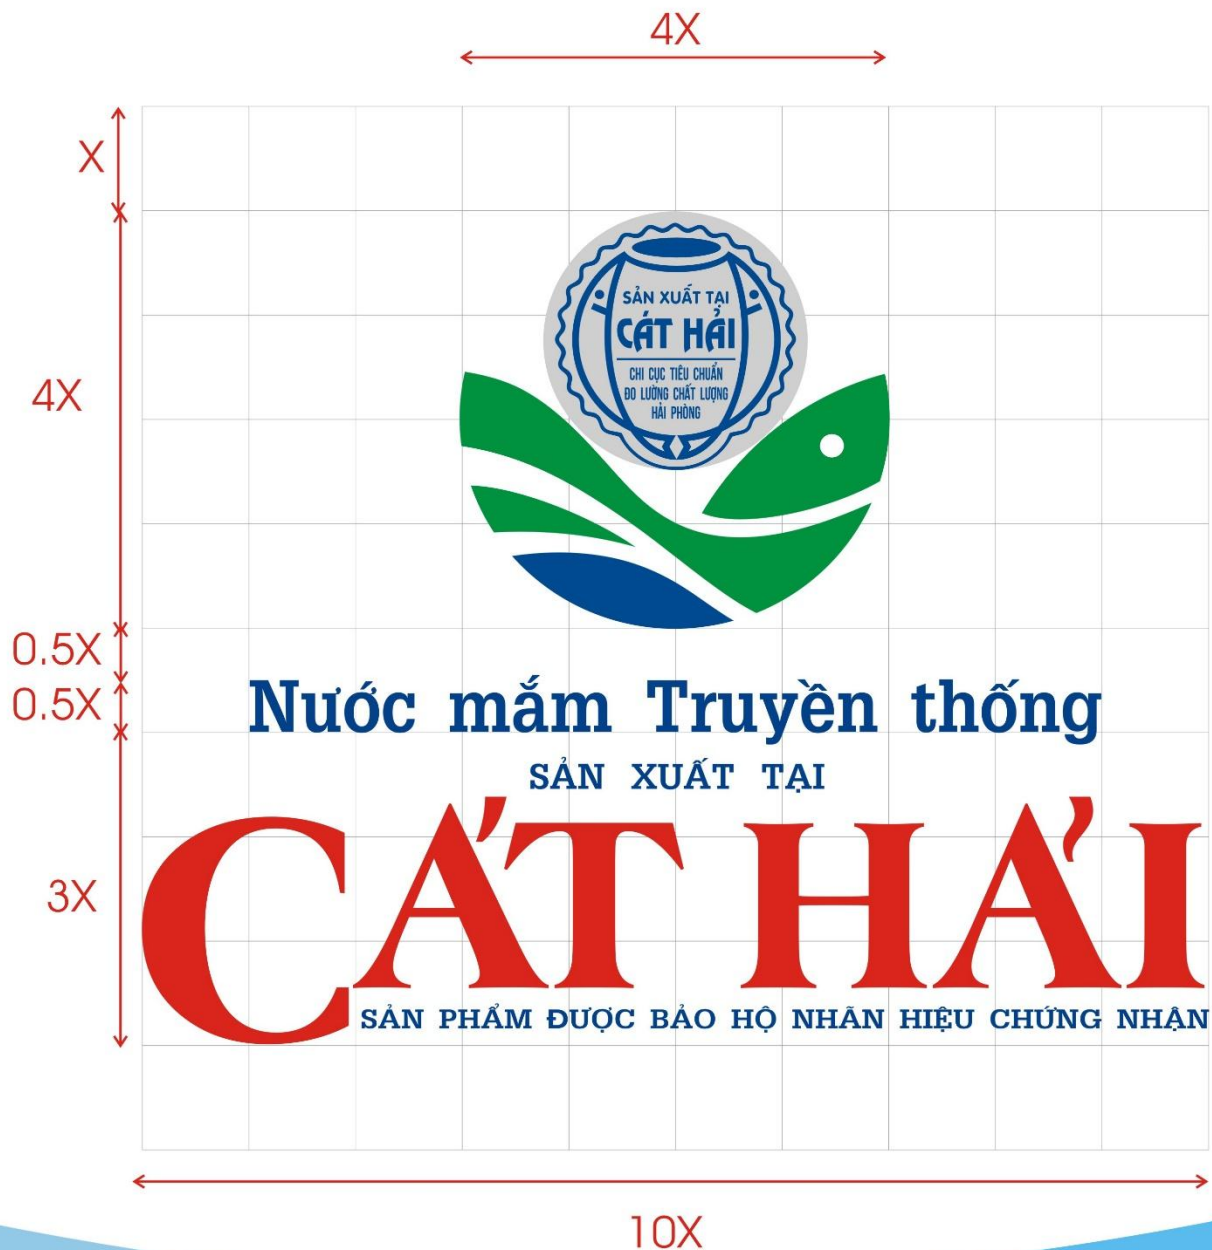 4X
X
SẢN XUẤT TẠI
CÁT HẢI
CHI CỤC TIÊU CHUẨN
ĐO LƯỜNG CHẤT LƯỢNG
HẢI PHÒNG
4X
0.5X
0.5X
Nước mắm Truyền thống
SẢN XUẤT TẠI
CÁT HẢI
3X
SẢN PHẨM ĐƯỢC BẢO HỘ NHÃN HIỆU CHỨNG NHẬN
10X